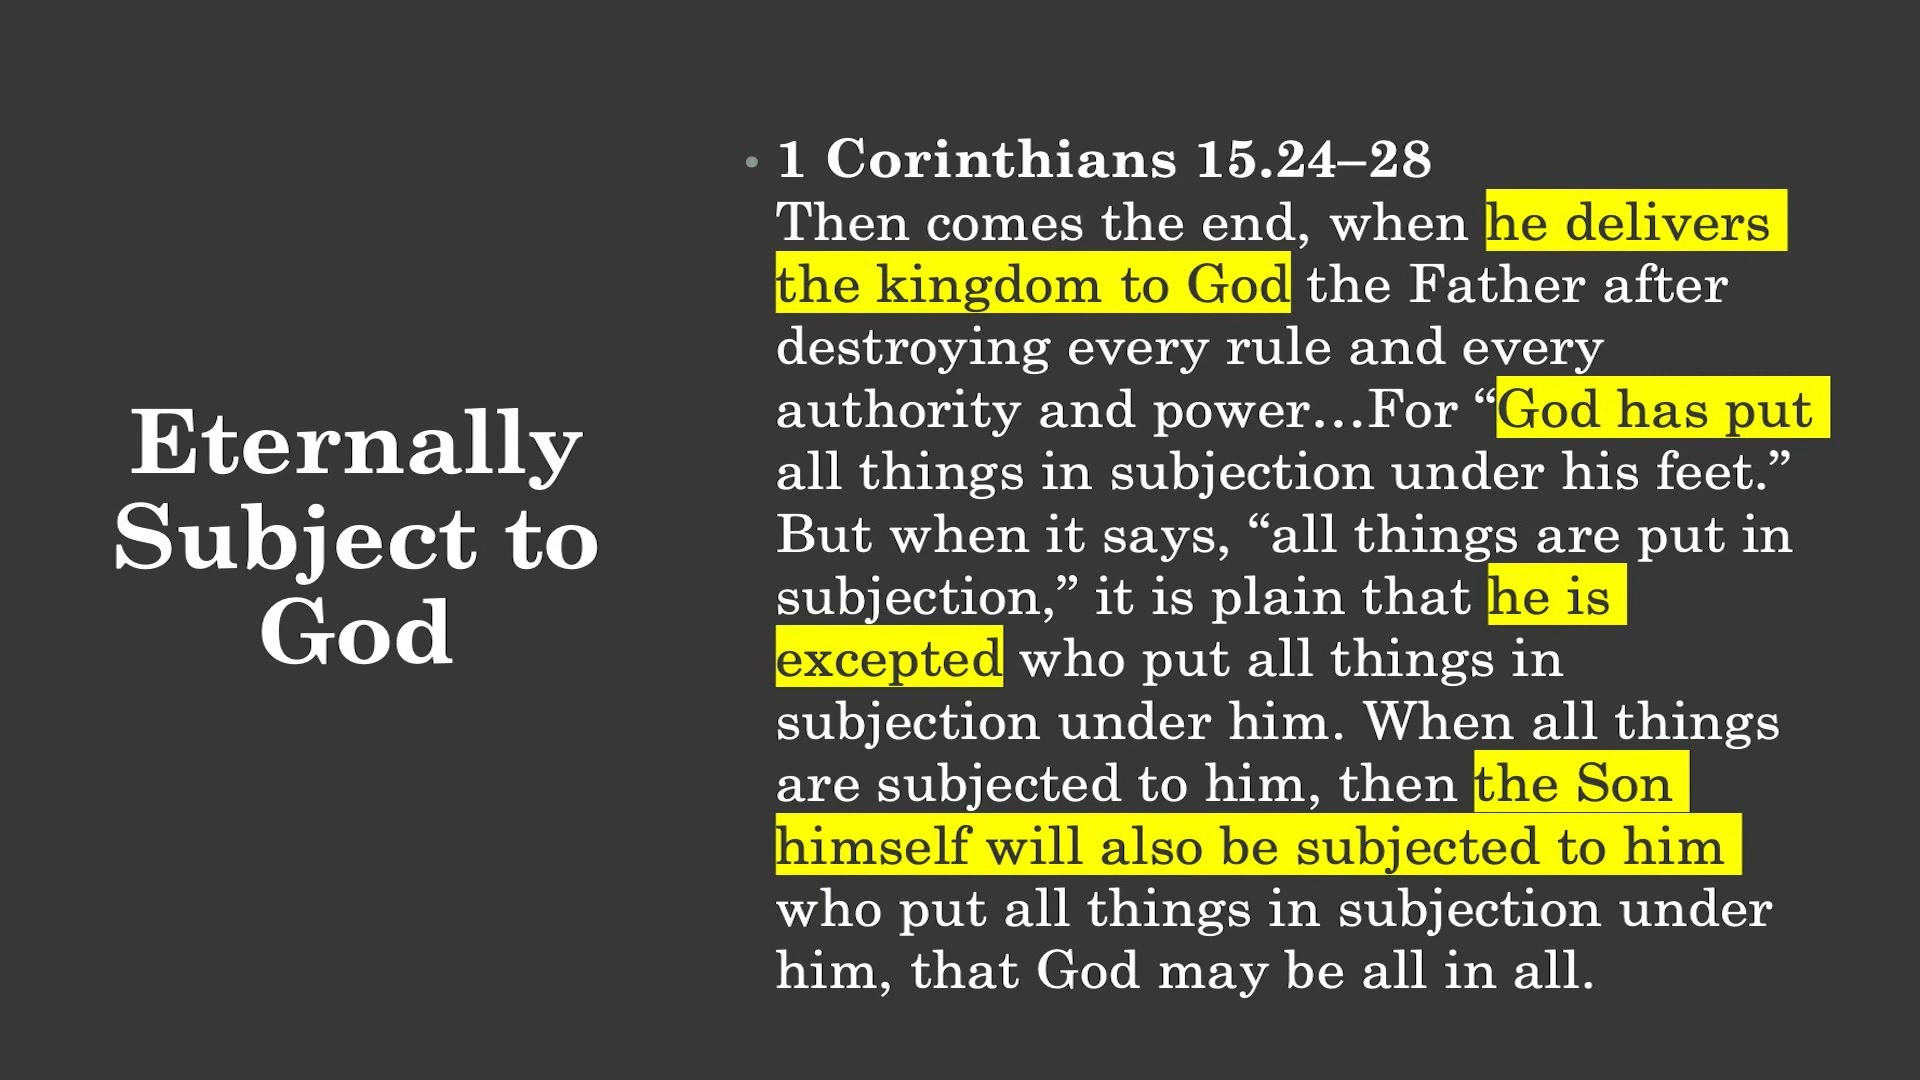 Eternally
Subject to
God
• 1 Corinthians 15.24–28
Then comes the end, when he delivers
the kingdom to God the Father after
destroying every rule and every
authority and power…For “God has put
all things in subjection under his feet.”
But when it says, “all things are put in
subjection,” it is plain that he is
excepted who put all things in
subjection under him. When all things
are subjected to him, then the Son
himself will also be subjected to him
who put all things in subjection under
him, that God may be all in all.